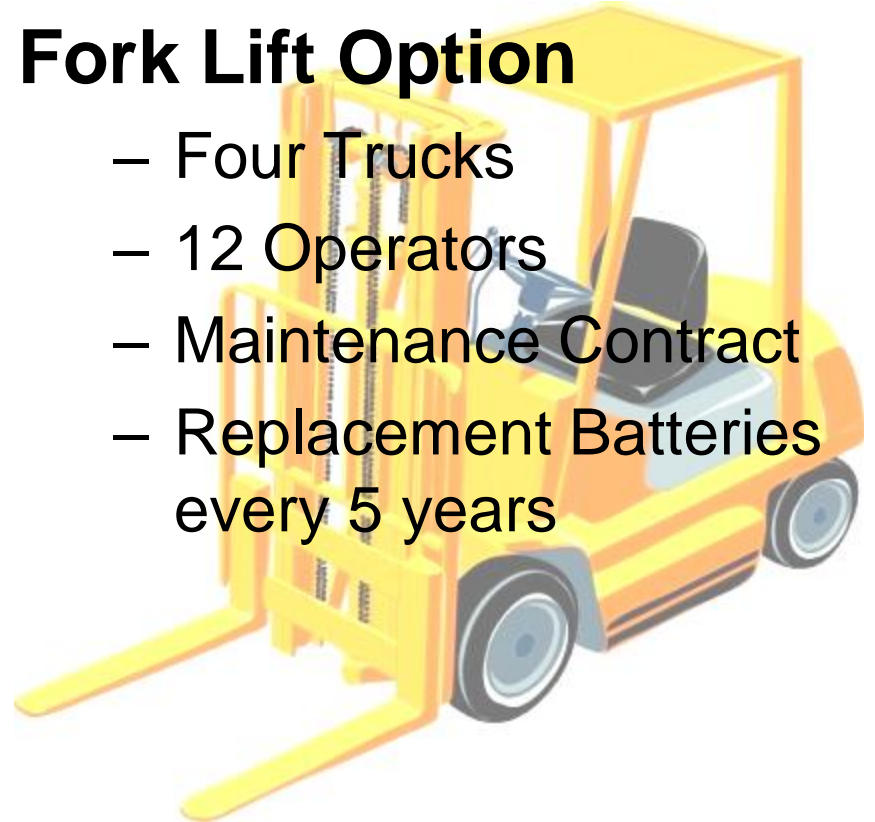 Fork Lift Option
– Four Trucks
– 12 Operators
– Maintenance Contract
– Replacement Batteries
every 5 years